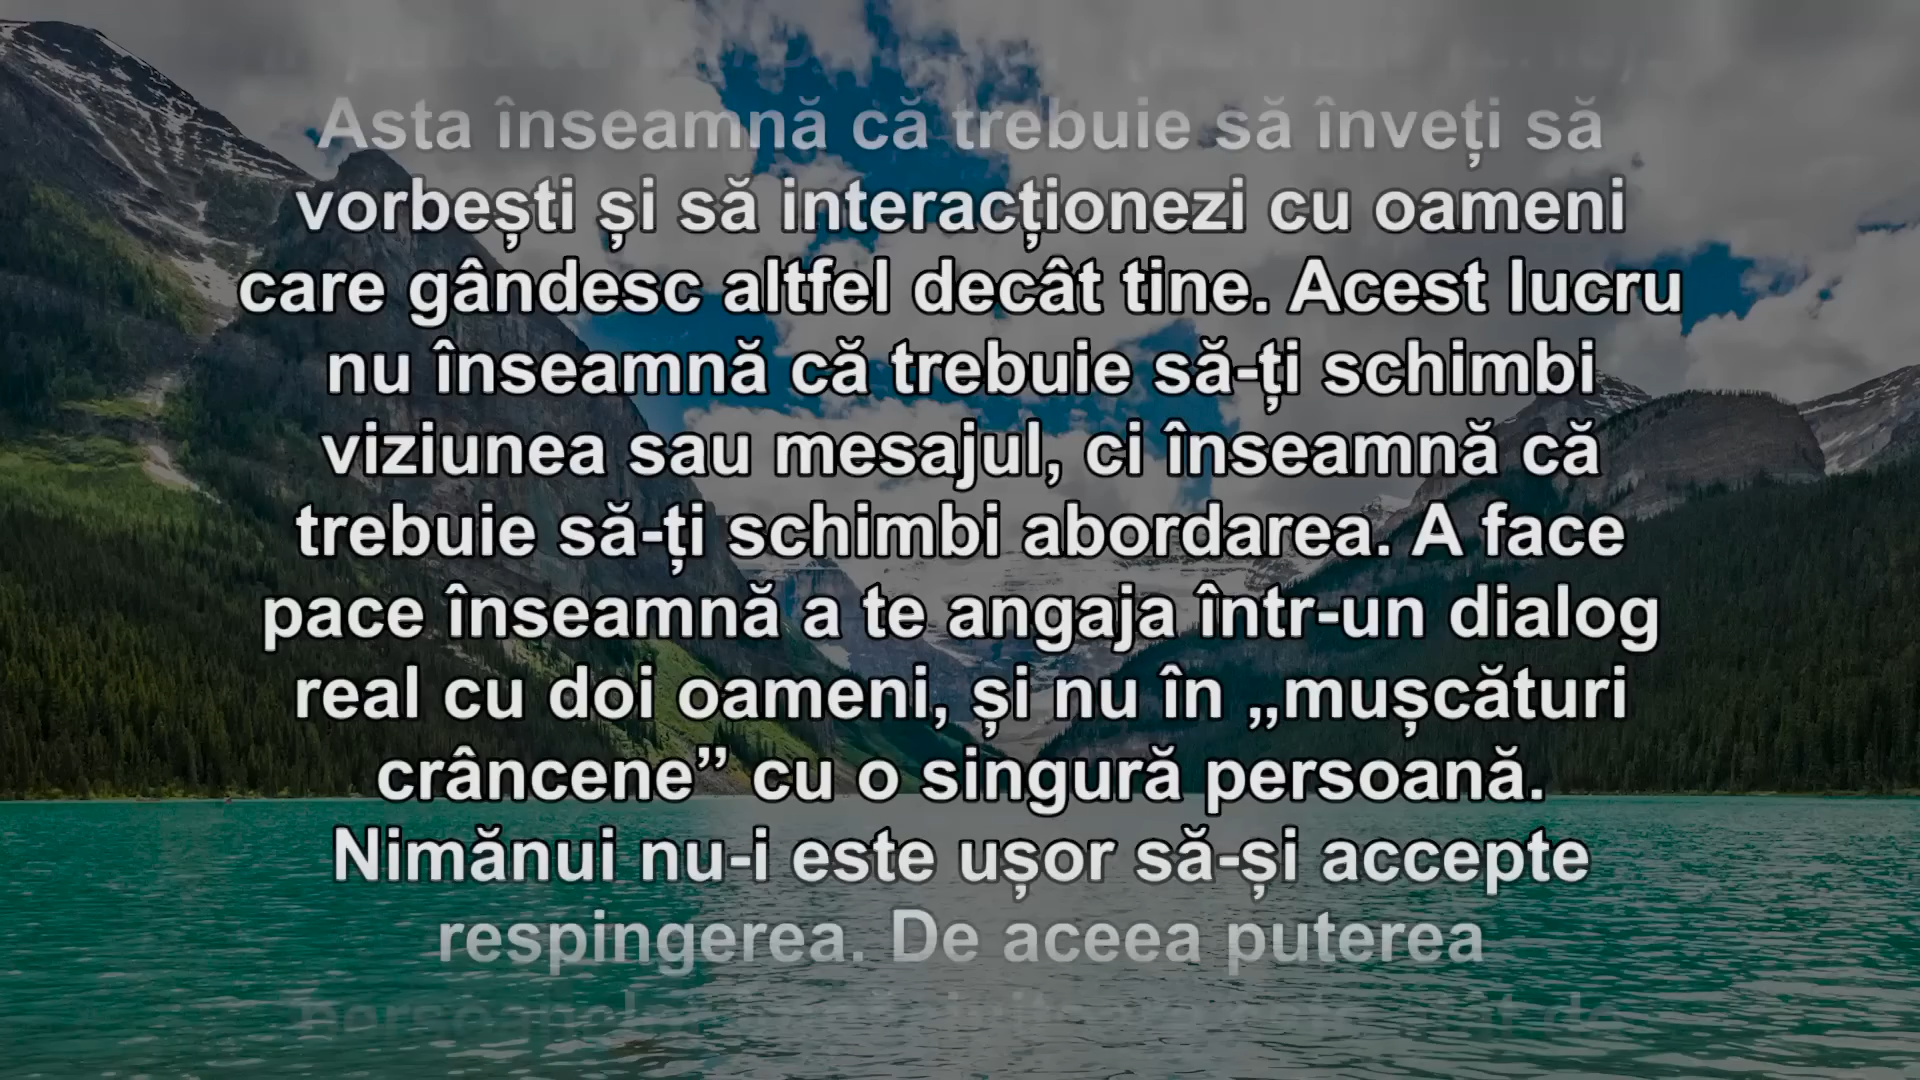 Asta înseamnă că trebuie să înveți să
vorbești și să interacționezi cu oameni
care gândesc altfel decât tine. Acest lucru
nu înseamnă că trebuie să-ți schimbi
viziunea sau mesajul, ci înseamnă că
trebuie să-ți schimbi abordarea. A face
pace înseamnă a te angaja într-un dialog
real cu doi oameni, și nu în „mușcături
crâncene” cu o singură persoană.
Nimănui nu-i este ușor să-și accepte
respingerea. De aceea puterea